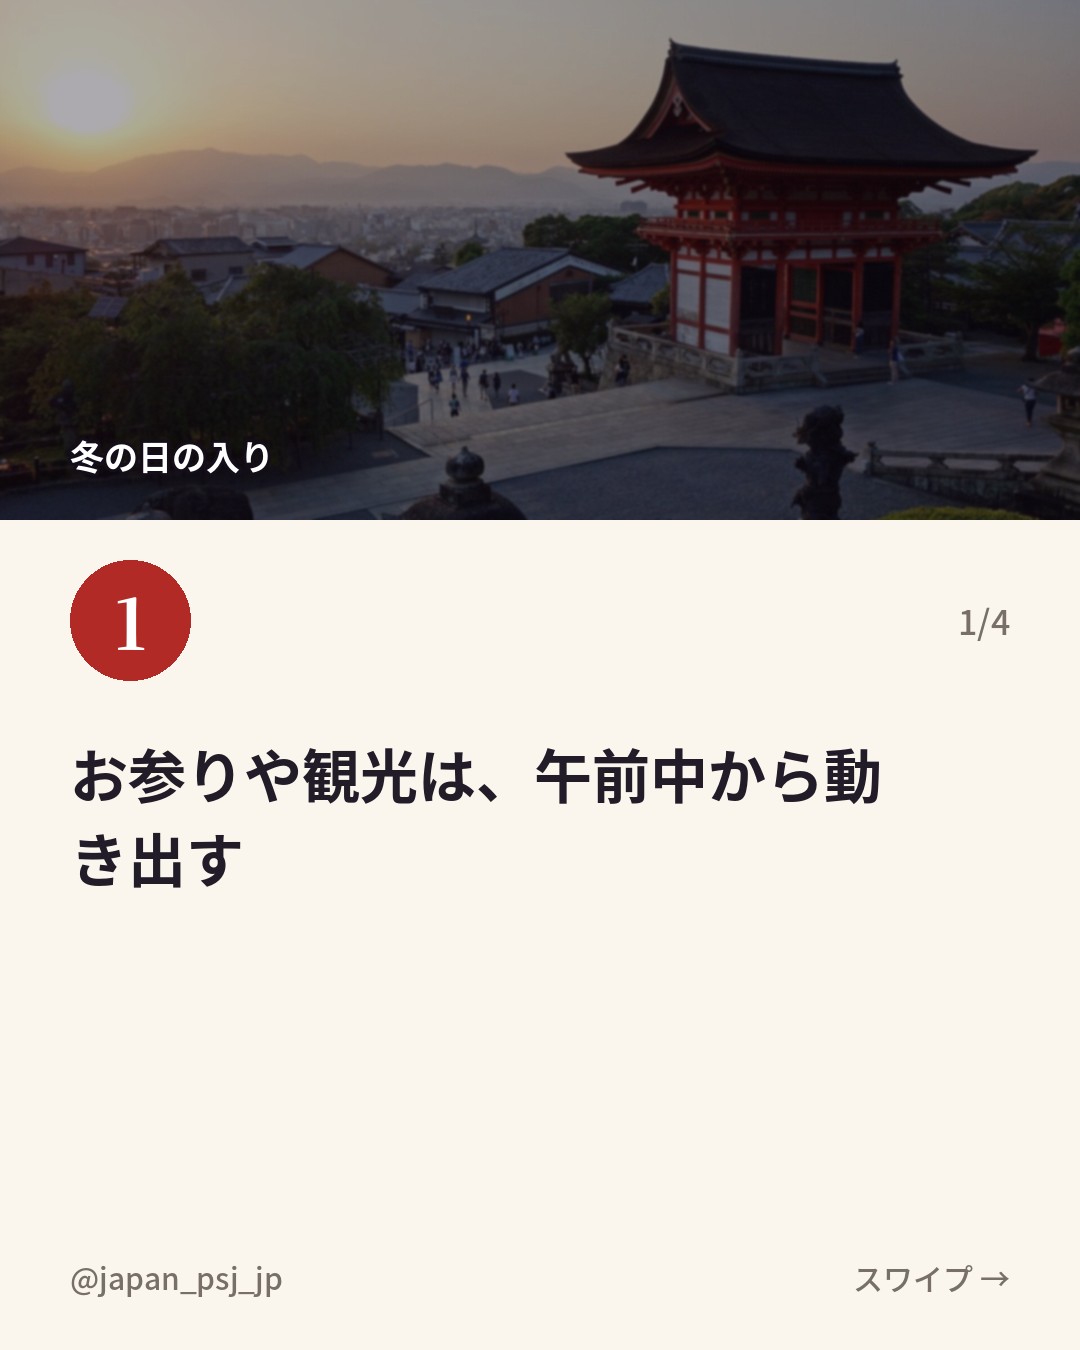 冬の日の入り
1
1/4
お参りや観光は、午前中から動
き出す
@japan_psj_jp
スワイプ →